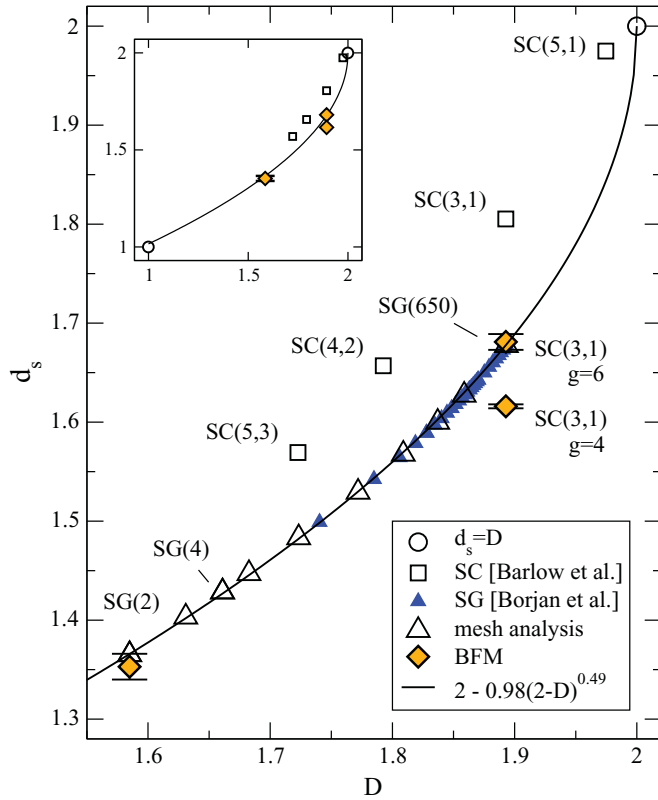 2
1.9
1.8
1.7
1.6
1.5
1.4
1.3
d_s
1.6
1.7
1.8
1.9
2
D
2
1.5
1
1
1.5
2
SC(5,1)
SC(3,1)
SG(650)
SC(4,2)
SC(3,1)
g=6
SC(3,1)
g=4
SC(5,3)
SG(4)
SG(2)
d_s=D
SC [Barlow et al.]
SG [Borjan et al.]
mesh analysis
BFM
2 - 0.98(2-D)^0.49